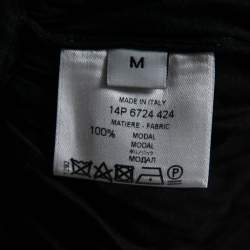 M
MADE IN ITALY
14P 6724 424
MATIERE - FABRIC
100% MODAL
MODAL
МОДАЛ